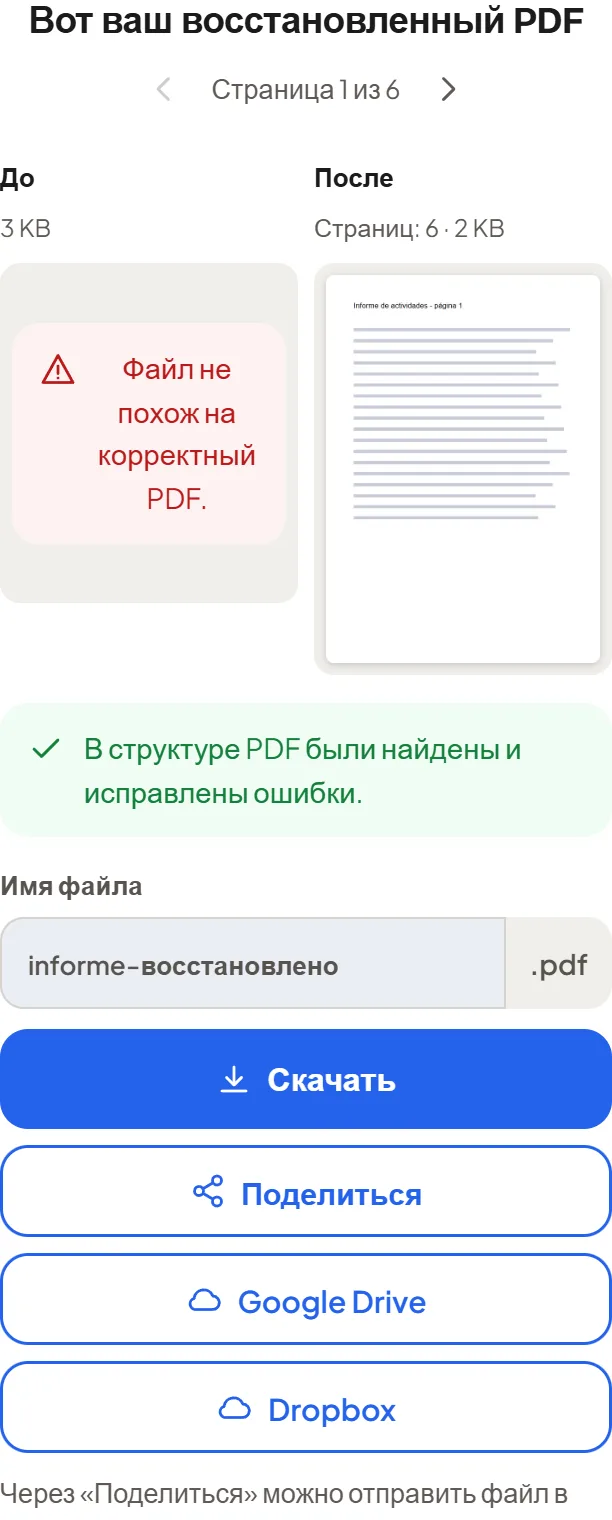 Вот ваш восстановленный PDF
Страница 1 из 6
До
3 KB
Файл не
похож на
корректный
PDF.
После
Страниц: 6 · 2 KB
Informe de actividades - página 1
В структуре PDF были найдены и
исправлены ошибки.
Имя файла
informe-восстановлено
.pdf
Скачать
Поделиться
Google Drive
Dropbox
Через «Поделиться» можно отправить файл в